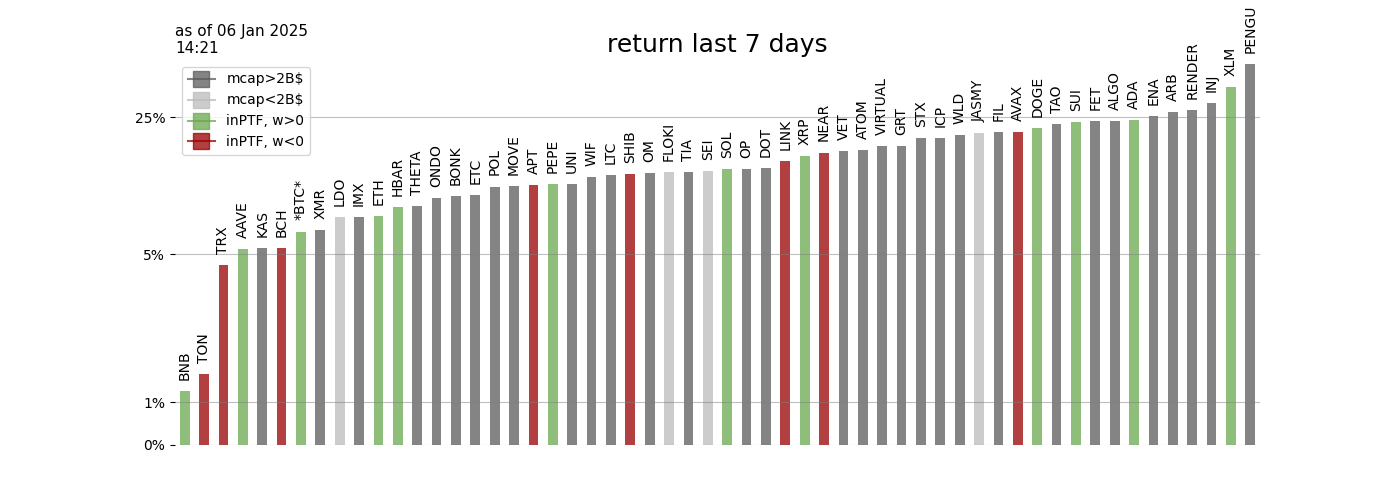 as of 06 Jan 2025
14:21
return last 7 days
mcap>2B$
mcap<2B$
inPTF, w>0
inPTF, w<0
25%
5%
1%
0%
BNB
TON
TRX
AAVE
KAS
BCH
*BTC*
XMR
LDO
IMX
ETH
HBAR
THETA
ONDO
BONK
ETC
POL
MOVE
APT
PEPE
UNI
WIF
LTC
SHIB
OM
FLOKI
TIA
SEI
SOL
OP
DOT
LINK
XRP
NEAR
VET
ATOM
VIRTUAL
GRT
STX
ICP
WLD
JASMY
FIL
AVAX
DOGE
TAO
SUI
FET
ALGO
ADA
ENA
ARB
RENDER
INJ
XLM
PENGU